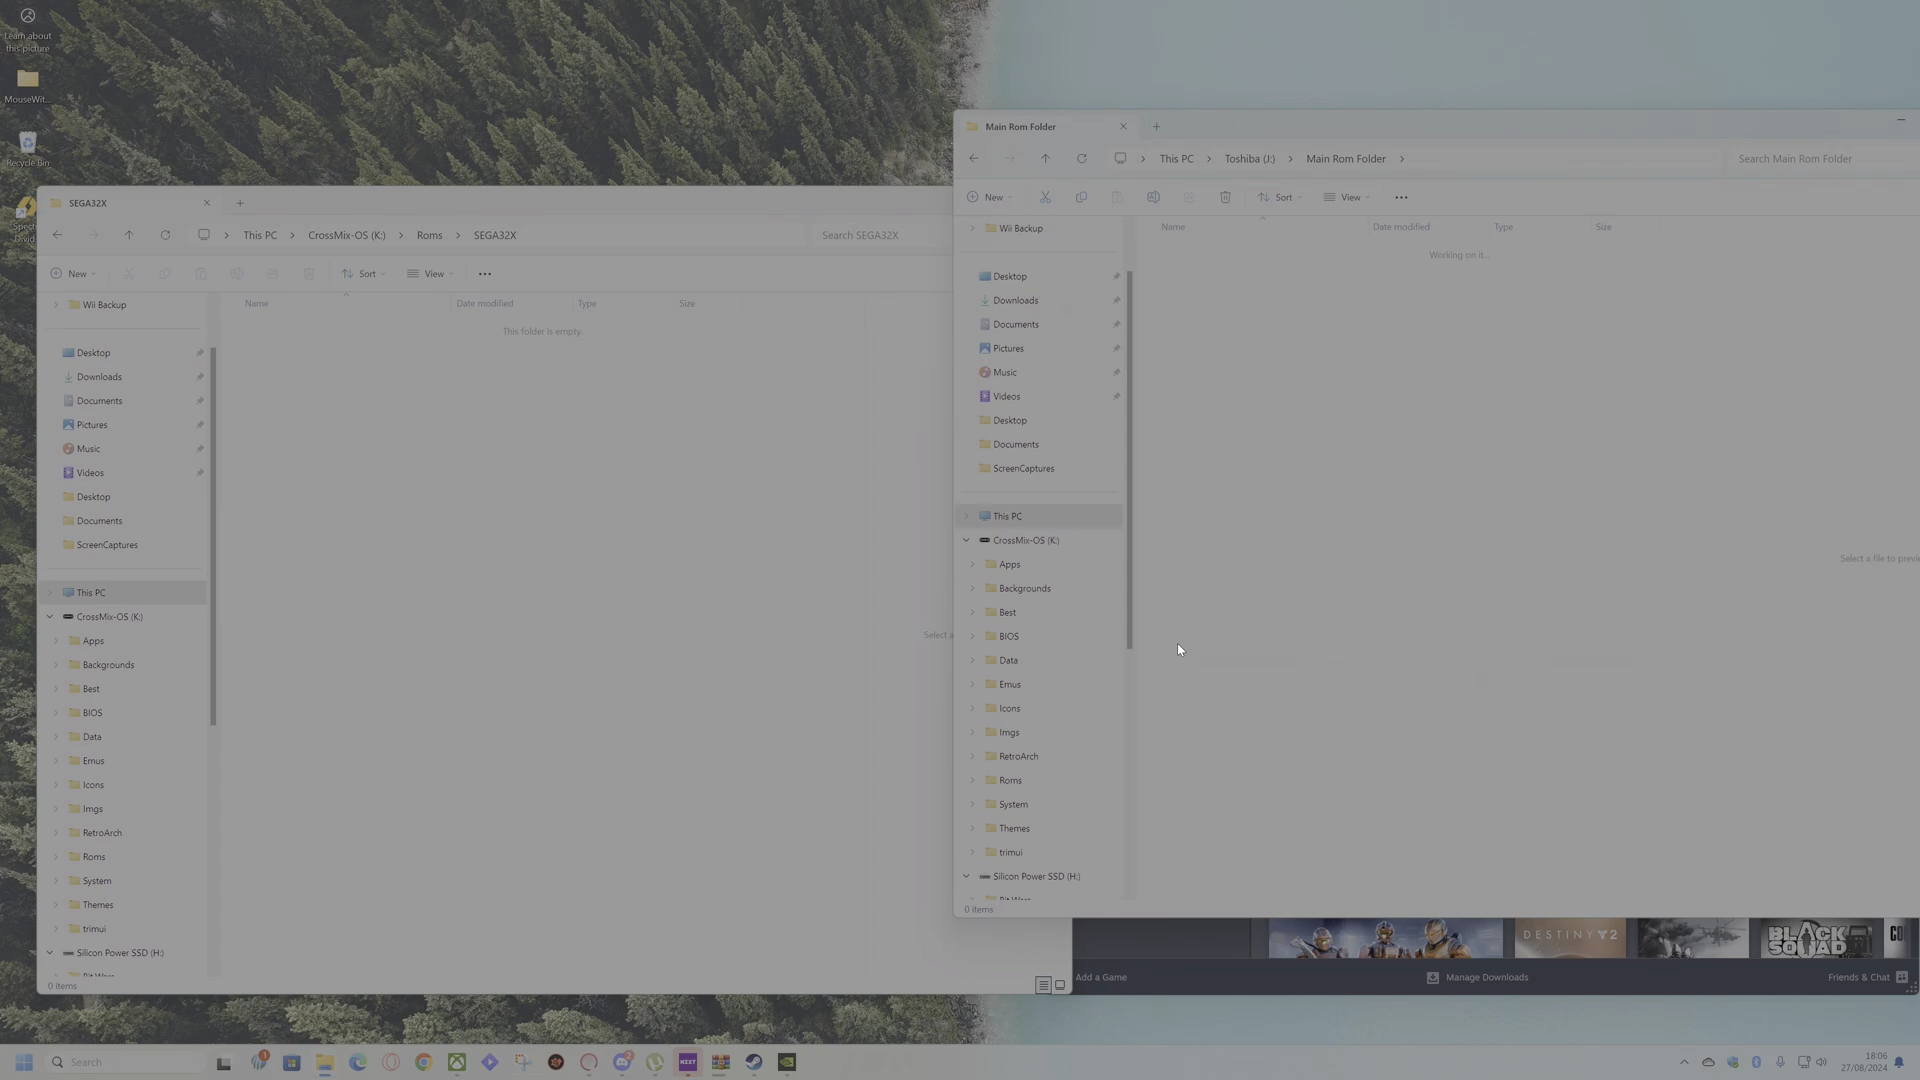 Learn about
this picture
MouseWit...
Recycle Bin
SEGA32X
This PC
CrossMix-OS (K:)
Roms
SEGA32X
Search SEGA32X
New
Sort
View
Wii Backup
Name
Date modified
Type
Size
This folder is empty.
Desktop
Downloads
Documents
Pictures
Music
Videos
Desktop
Documents
ScreenCaptures
This PC
CrossMix-OS (K:)
Apps
Backgrounds
Best
BIOS
Data
Emus
Icons
Imgs
RetroArch
Roms
System
Themes
trimui
Silicon Power SSD (H:)
0 items
Select a
Main Rom Folder
This PC
Toshiba (J:)
Main Rom Folder
Search Main Rom Folder
New
Sort
View
Wii Backup
Name
Date modified
Type
Size
Working on it...
Desktop
Downloads
Documents
Pictures
Music
Videos
Desktop
Documents
ScreenCaptures
This PC
CrossMix-OS (K:)
Apps
Backgrounds
Best
BIOS
Data
Emus
Icons
Imgs
RetroArch
Roms
System
Themes
trimui
Silicon Power SSD (H:)
0 items
Select a file to previe
DESTINY 2
BLACK
SQUAD
CO
Add a Game
Manage Downloads
Friends & Chat
Search
1
2
NZXT
18:06
27/08/2024